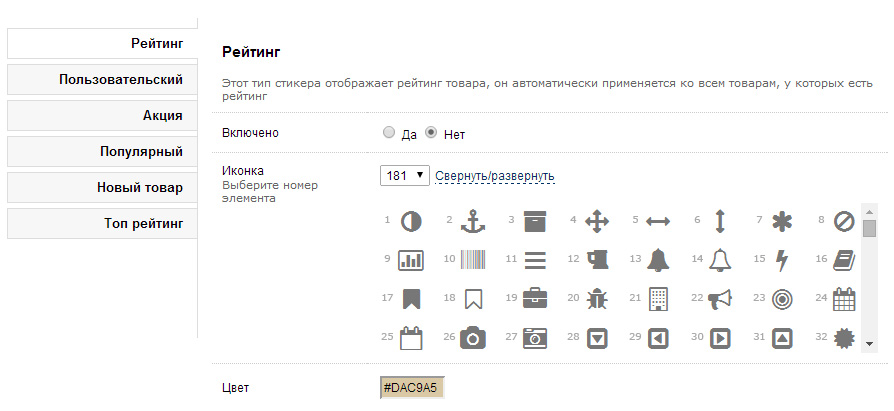 Рейтинг
Пользовательский
Акция
Популярный
Новый товар
Топ рейтинг
Рейтинг
Этот тип стикера отображает рейтинг товара, он автоматически применяется ко всем товарам, у которых есть
рейтинг
Включено
Да Нет
Иконка
Выберите номер
элемента
181 Свернуть/развернуть
1 2 3 4 5 6 7 8
9 10 11 12 13 14 15 16
17 18 19 20 21 22 23 24
25 26 27 28 29 30 31 32
Цвет #DAC9A5